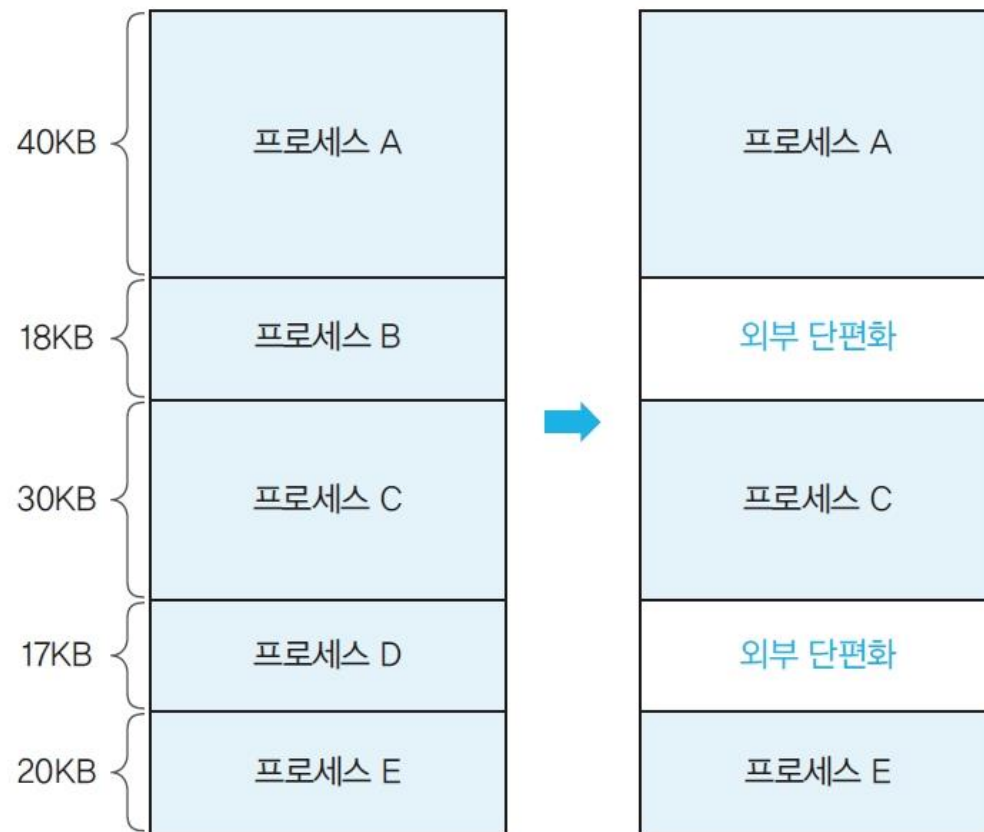 40KB
프로세스 A
프로세스 A
18KB
프로세스 B
외부 단편화
30KB
프로세스 C
프로세스 C
17KB
프로세스 D
외부 단편화
20KB
프로세스 E
프로세스 E